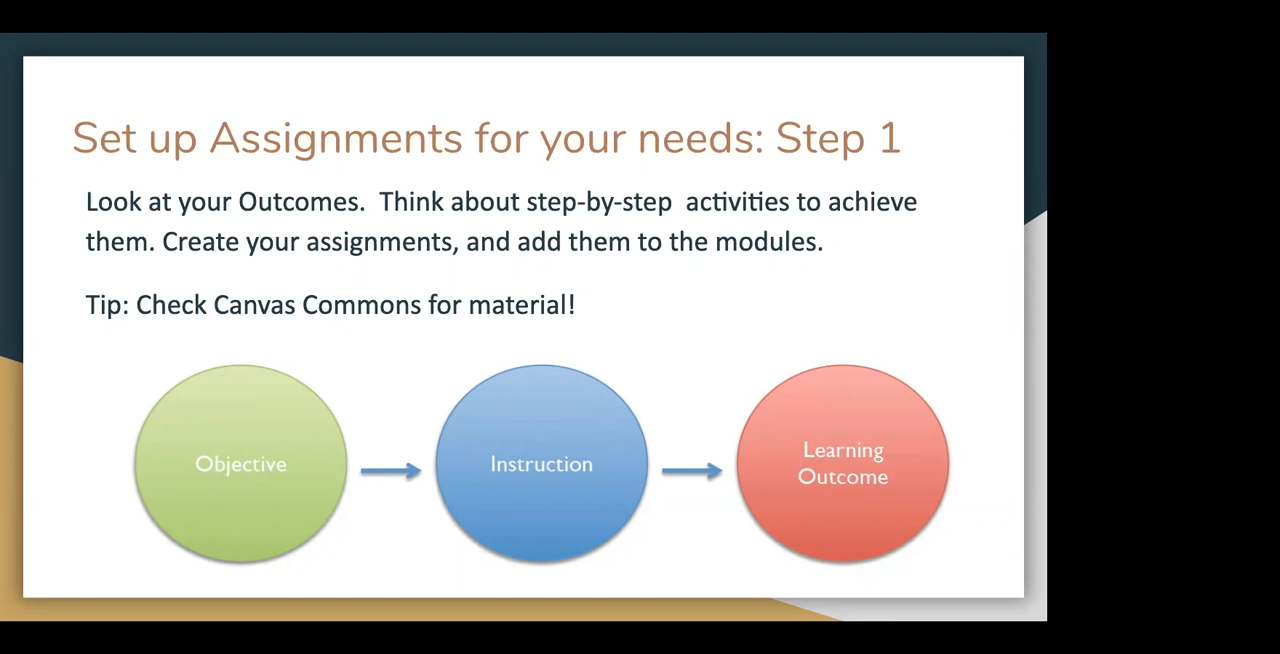 Set up Assignments for your needs: Step 1
Look at your Outcomes.  Think about step-by-step  activities to achieve
them. Create your assignments, and add them to the modules.
Tip: Check Canvas Commons for material!
Objective
Instruction
Learning
Outcome